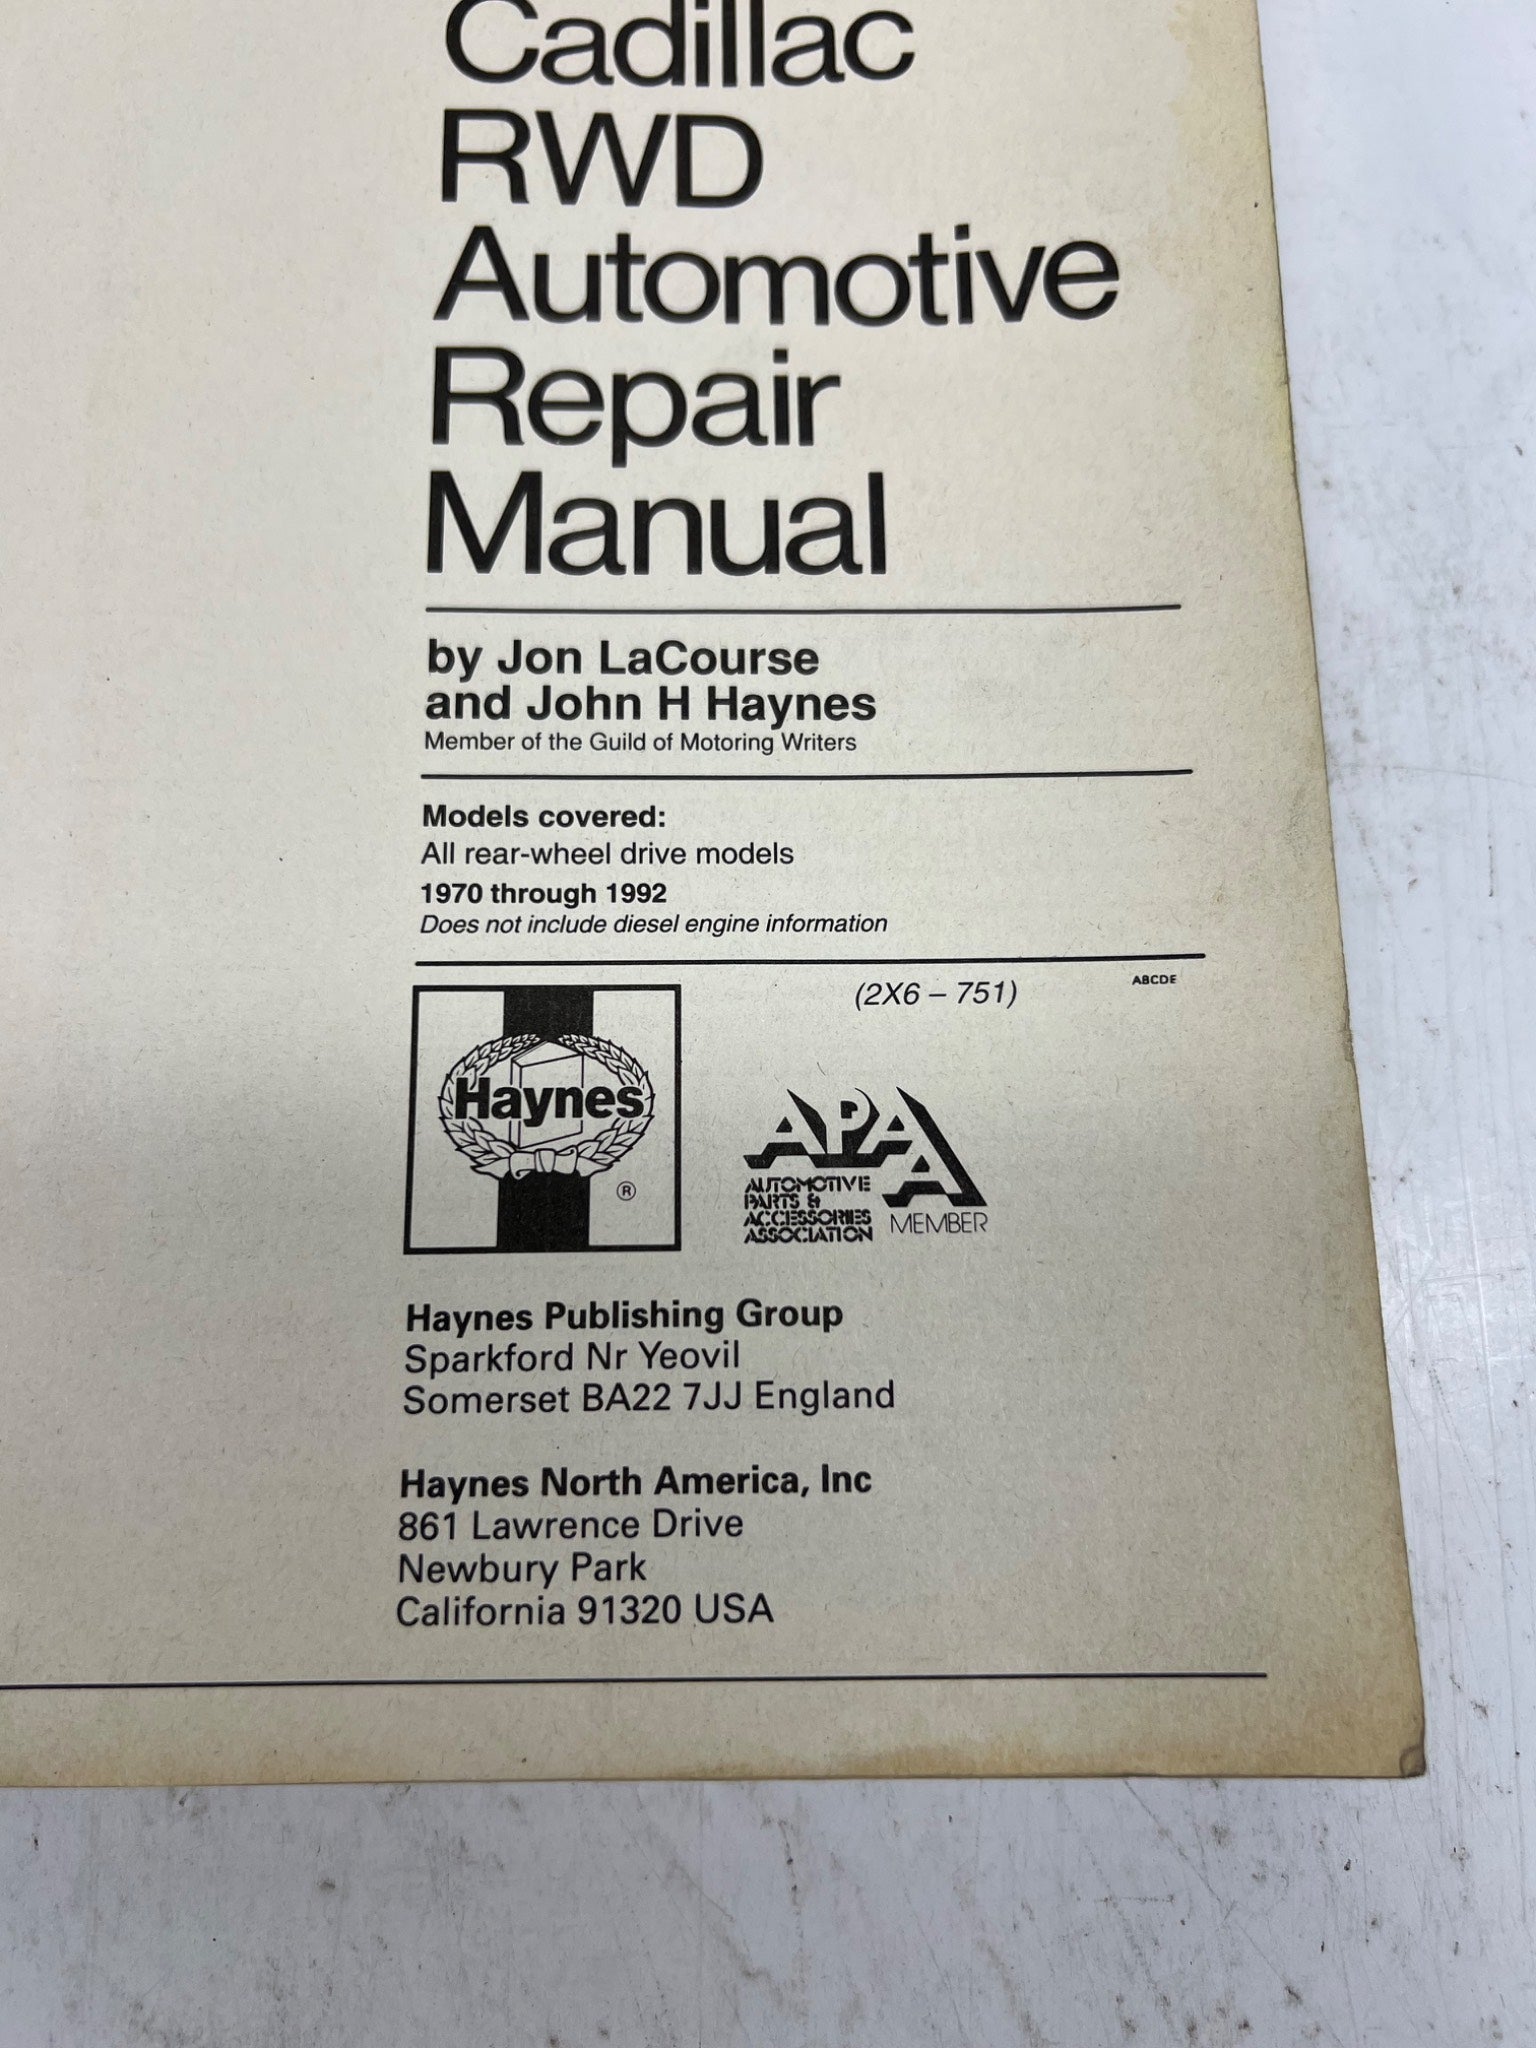 Cadillac
RWD
Automotive
Repair
Manual
by Jon LaCourse
and John H Haynes
Member of the Guild of Motoring Writers
Models covered:
All rear-wheel drive models
1970 through 1992
Does not include diesel engine information
(2X6 – 751)
ABCDE
Haynes
®
APAA
AUTOMOTIVE
PARTS &
ACCESSORIES
ASSOCIATION
MEMBER
Haynes Publishing Group
Sparkford Nr Yeovil
Somerset BA22 7JJ England
Haynes North America, Inc
861 Lawrence Drive
Newbury Park
California 91320 USA